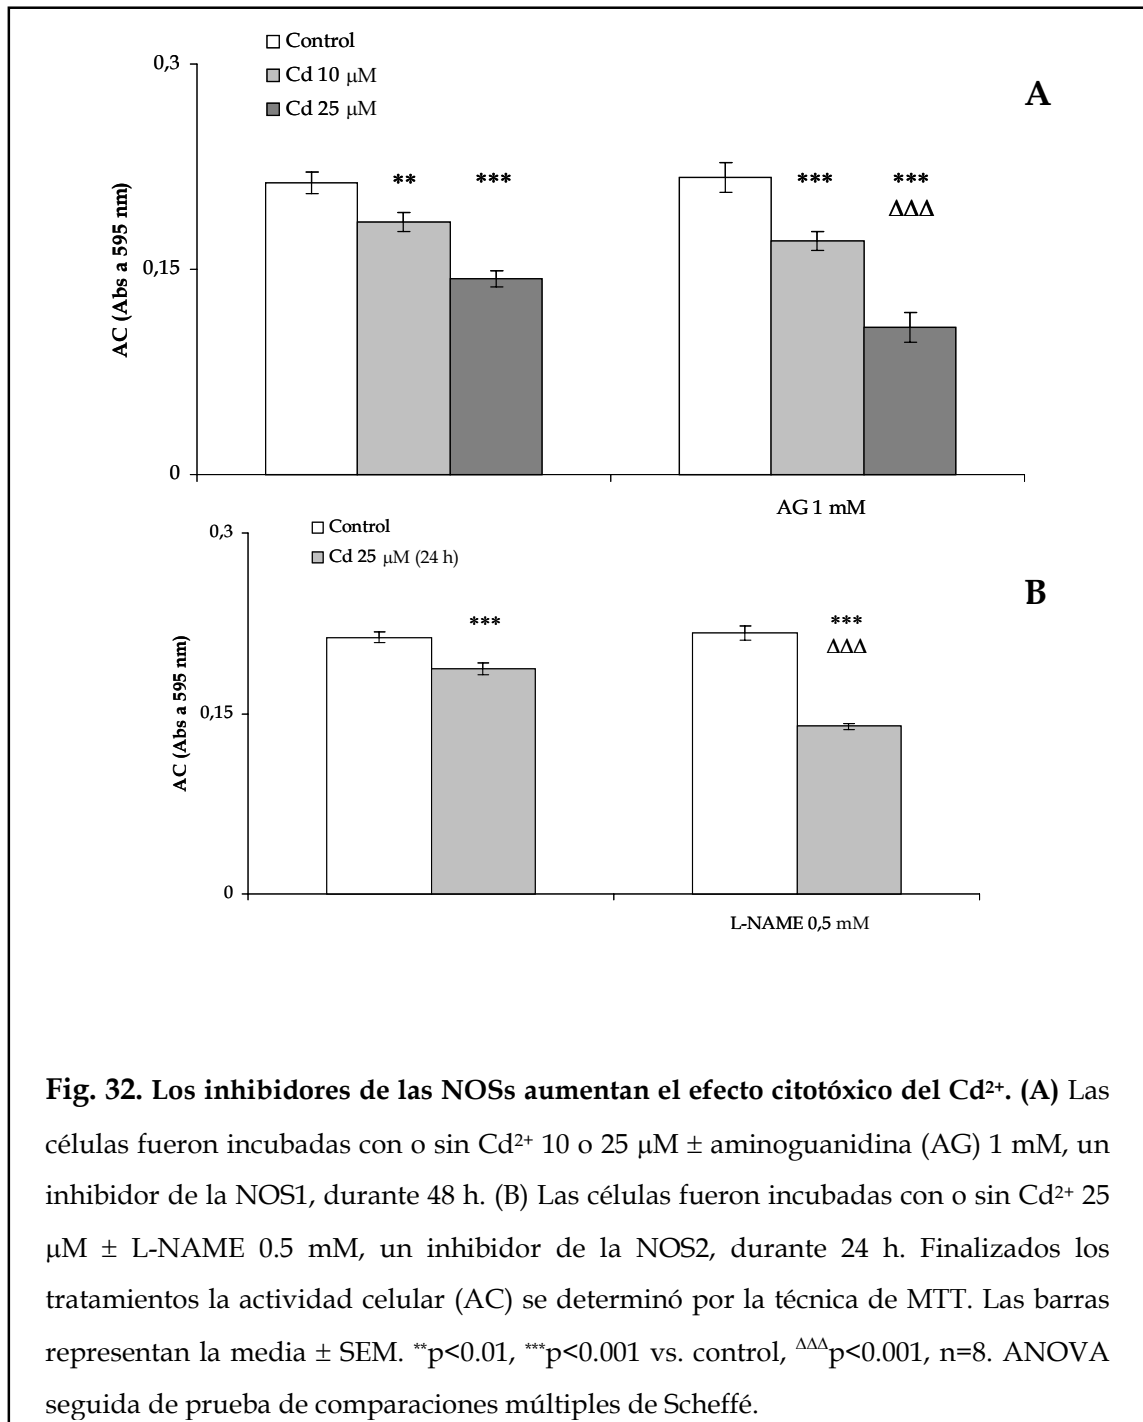 Control
Cd 10 μM
Cd 25 μM
A
0,3
0,15
0
AC (Abs a 595 nm)
** *** *** ***
ΔΔΔ
AG 1 mM
Control
Cd 25 μM (24 h)
B
0,3
0,15
0
AC (Abs a 595 nm)
*** ***
ΔΔΔ
L-NAME 0,5 mM
Fig. 32. Los inhibidores de las NOSs aumentan el efecto citotóxico del Cd²⁺. (A) Las
células fueron incubadas con o sin Cd²⁺ 10 o 25 μM ± aminoguanidina (AG) 1 mM, un
inhibidor de la NOS1, durante 48 h. (B) Las células fueron incubadas con o sin Cd²⁺ 25
μM ± L-NAME 0.5 mM, un inhibidor de la NOS2, durante 24 h. Finalizados los
tratamientos la actividad celular (AC) se determinó por la técnica de MTT. Las barras
representan la media ± SEM. **p<0.01, ***p<0.001 vs. control, ΔΔΔp<0.001, n=8. ANOVA
seguida de prueba de comparaciones múltiples de Scheffé.